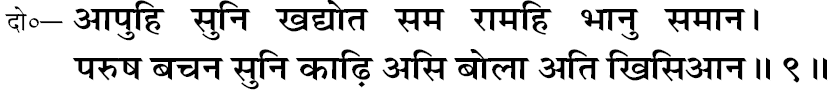 दो०— आपुहि सुनि खद्योत सम रामहि भानु समान।
परुष बचन सुनि काढ़ि असि बोला अति खिसिआन॥ ९ ॥